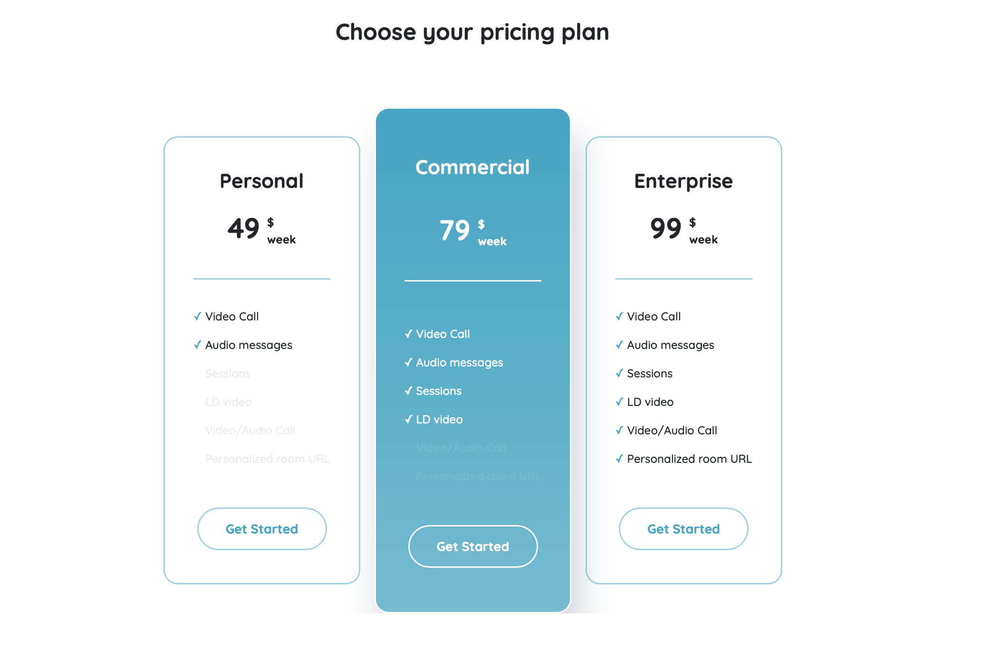 Choose your pricing plan
Personal
49 $
week
✓ Video Call
✓ Audio messages
Sessions
LD video
Video/Audio Call
Personalized room URL
Get Started
Commercial
79 $
week
✓ Video Call
✓ Audio messages
✓ Sessions
✓ LD video
Video/Audio Call
Personalized room URL
Get Started
Enterprise
99 $
week
✓ Video Call
✓ Audio messages
✓ Sessions
✓ LD video
✓ Video/Audio Call
✓ Personalized room URL
Get Started